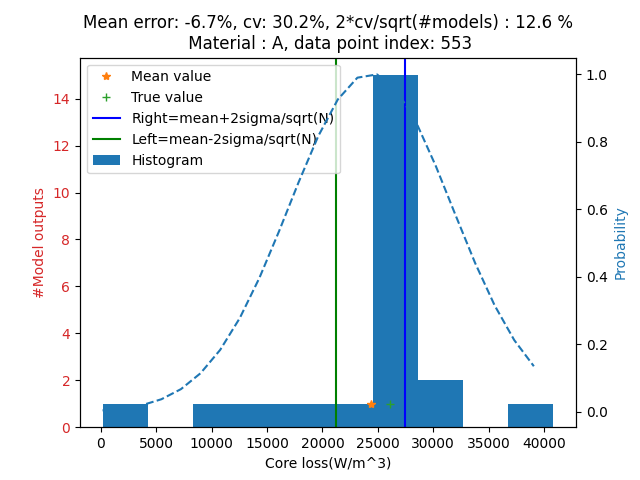 Mean error: -6.7%, cv: 30.2%, 2*cv/sqrt(#models) : 12.6 %
Material : A, data point index: 553
Mean value
True value
Right=mean+2sigma/sqrt(N)
Left=mean-2sigma/sqrt(N)
Histogram
#Model outputs
14
12
10
8
6
4
2
0
1.0
0.8
0.6
0.4
0.2
0.0
Probability
0
5000
10000
15000
20000
25000
30000
35000
40000
Core loss(W/m^3)